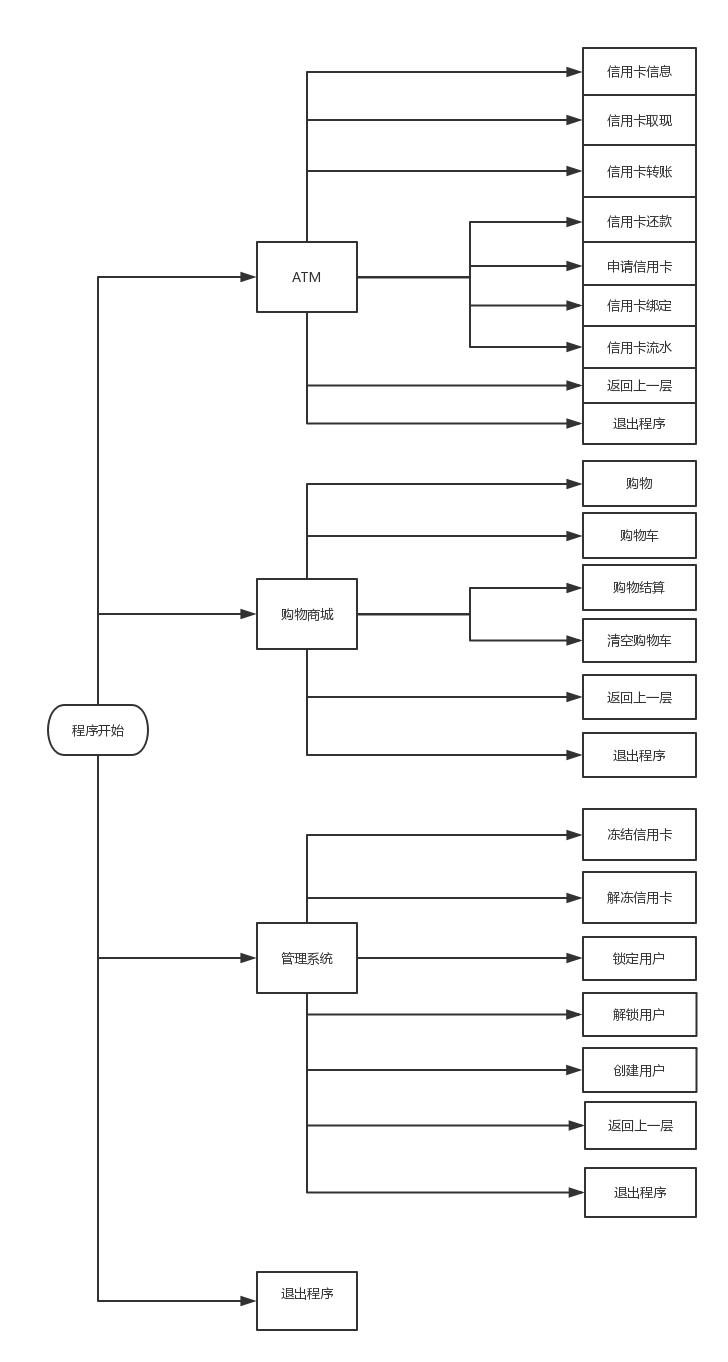 信用卡信息
信用卡取现
信用卡转账
信用卡还款
申请信用卡
ATM
信用卡绑定
信用卡流水
返回上一层
退出程序
购物
购物车
购物结算
购物商城
清空购物车
返回上一层
程序开始
退出程序
冻结信用卡
解冻信用卡
管理系统
锁定用户
解锁用户
创建用户
返回上一层
退出程序
退出程序